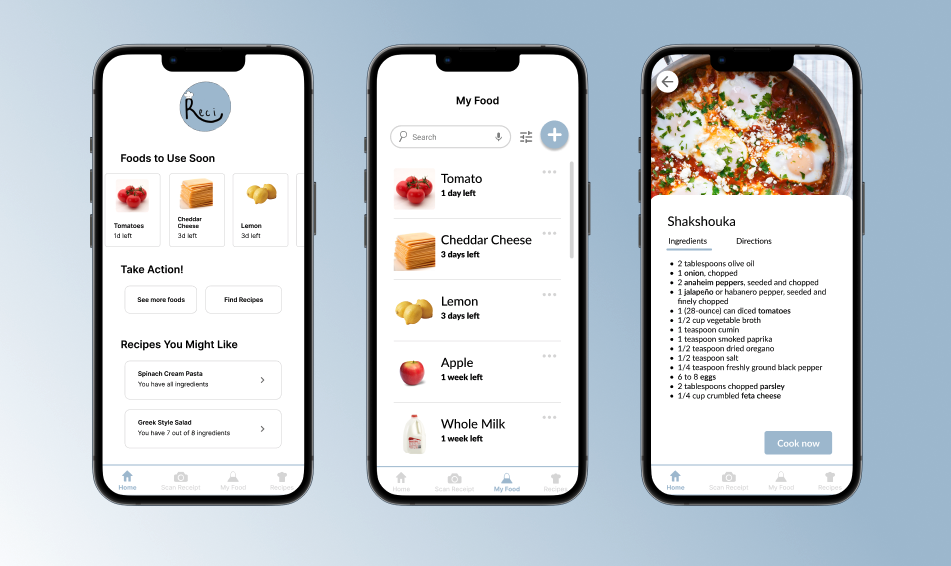 Reci
Foods to Use Soon
Tomatoes
1d left
Cheddar
Cheese
3d left
Lemon
3d left
Take Action!
See more foods
Find Recipes
Recipes You Might Like
Spinach Cream Pasta
You have all ingredients
Greek Style Salad
You have 7 out of 8 ingredients
Home
Scan Receipt
My Food
Recipes
My Food
Search
Tomato
1 day left
Cheddar Cheese
3 days left
Lemon
3 days left
Apple
1 week left
Whole Milk
1 week left
Home
Scan Receipt
My Food
Recipes
Shakshouka
Ingredients
Directions
• 2 tablespoons olive oil
• 1 onion, chopped
• 2 anaheim peppers, seeded and chopped
• 1 jalapeño or habanero pepper, seeded and
finely chopped
• 1 (28-ounce) can diced tomatoes
• 1/2 cup vegetable broth
• 1 teaspoon cumin
• 1 teaspoon smoked paprika
• 1/2 teaspoon dried oregano
• 1/2 teaspoon salt
• 1/4 teaspoon freshly ground black pepper
• 6 to 8 eggs
• 2 tablespoons chopped parsley
• 1/4 cup crumbled feta cheese
Cook now
Home
Scan Receipt
My Food
Recipes